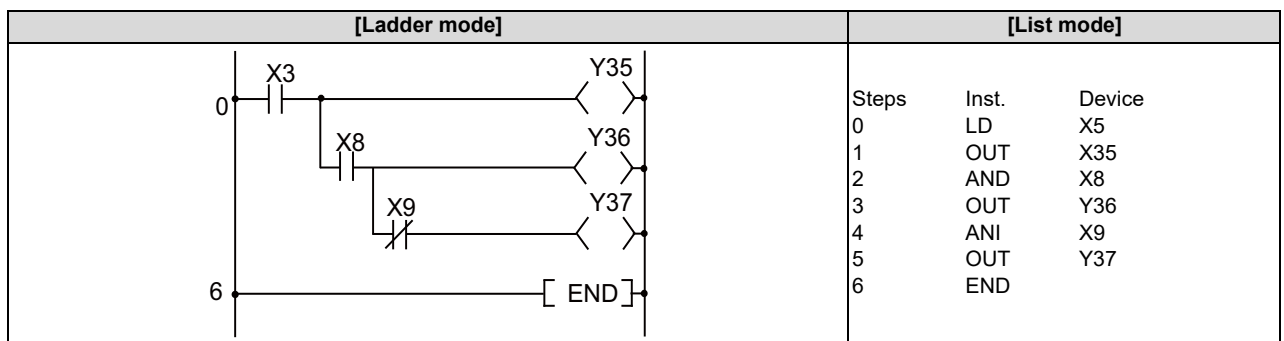 [Ladder mode] [List mode]
X3 Y35
0
X8 Y36
X9 Y37
6 END
Steps Inst. Device
0 LD X5
1 OUT X35
2 AND X8
3 OUT Y36
4 ANI X9
5 OUT Y37
6 END